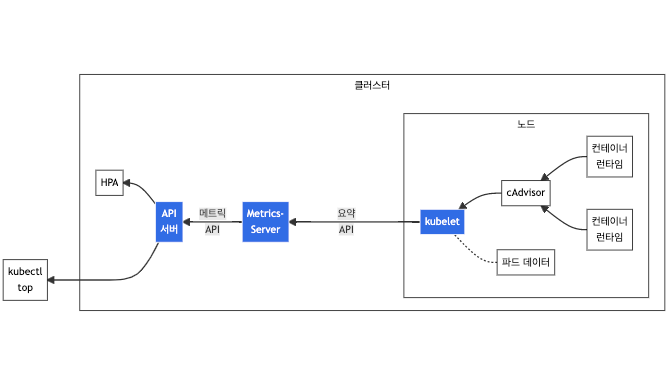 클러스터
노드
컨테이너
런타임
HPA
cAdvisor
API
서버
메트릭
API
Metrics-
Server
요약
API
kubelet
컨테이너
런타임
파드 데이터
kubectl
top